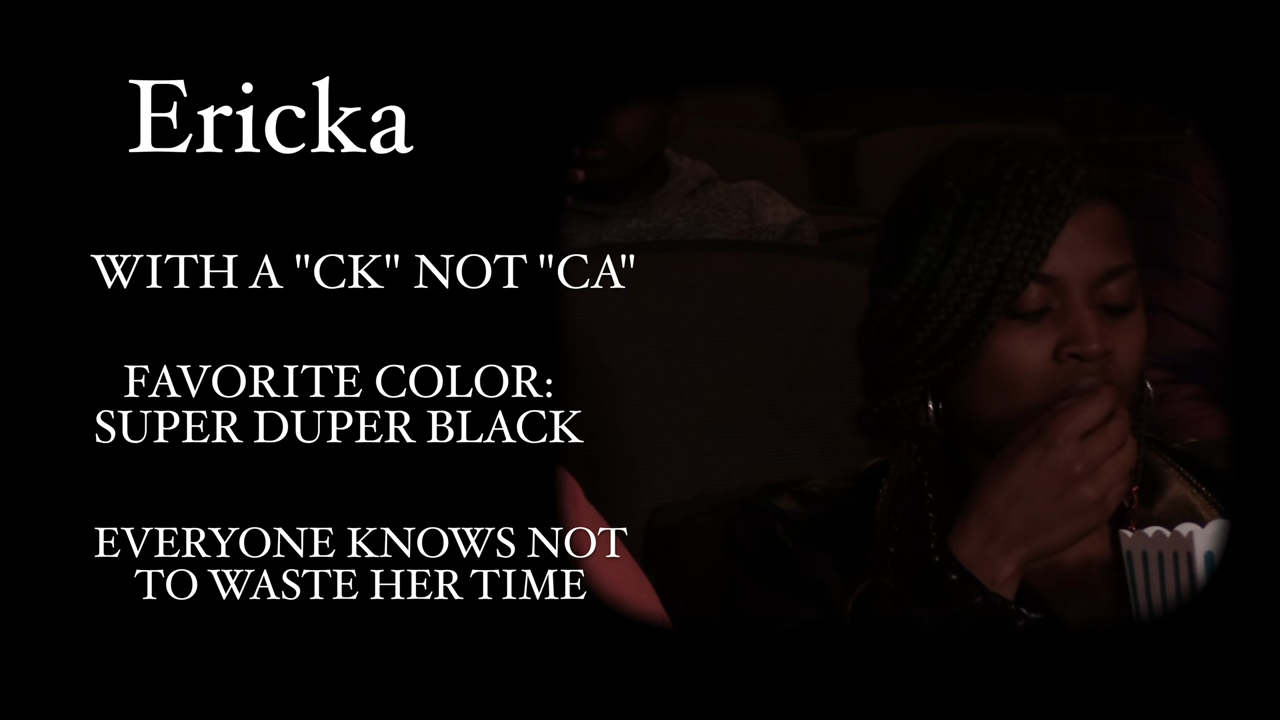 Ericka
WITH A "CK" NOT "CA"
FAVORITE COLOR:
SUPER DUPER BLACK
EVERYONE KNOWS NOT
TO WASTE HER TIME